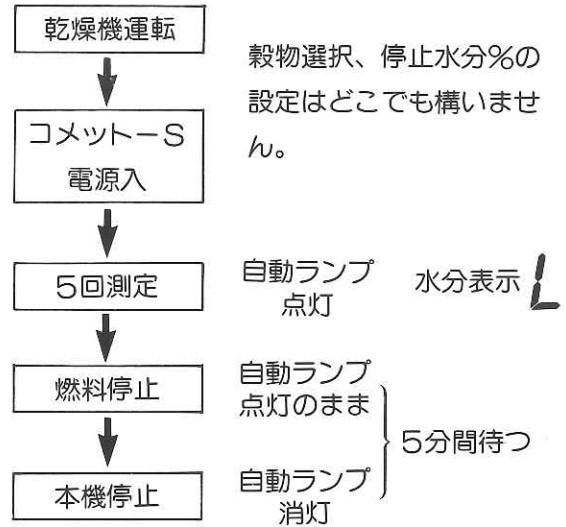 乾燥機運転
穀物選択、停止水分%の
設定はどこでも構いませ
ん。
コメットーS
電源入
5回測定
自動ランプ
点灯
水分表示 L
燃料停止
自動ランプ
点灯のまま
5分間待つ
本機停止
自動ランプ
消灯